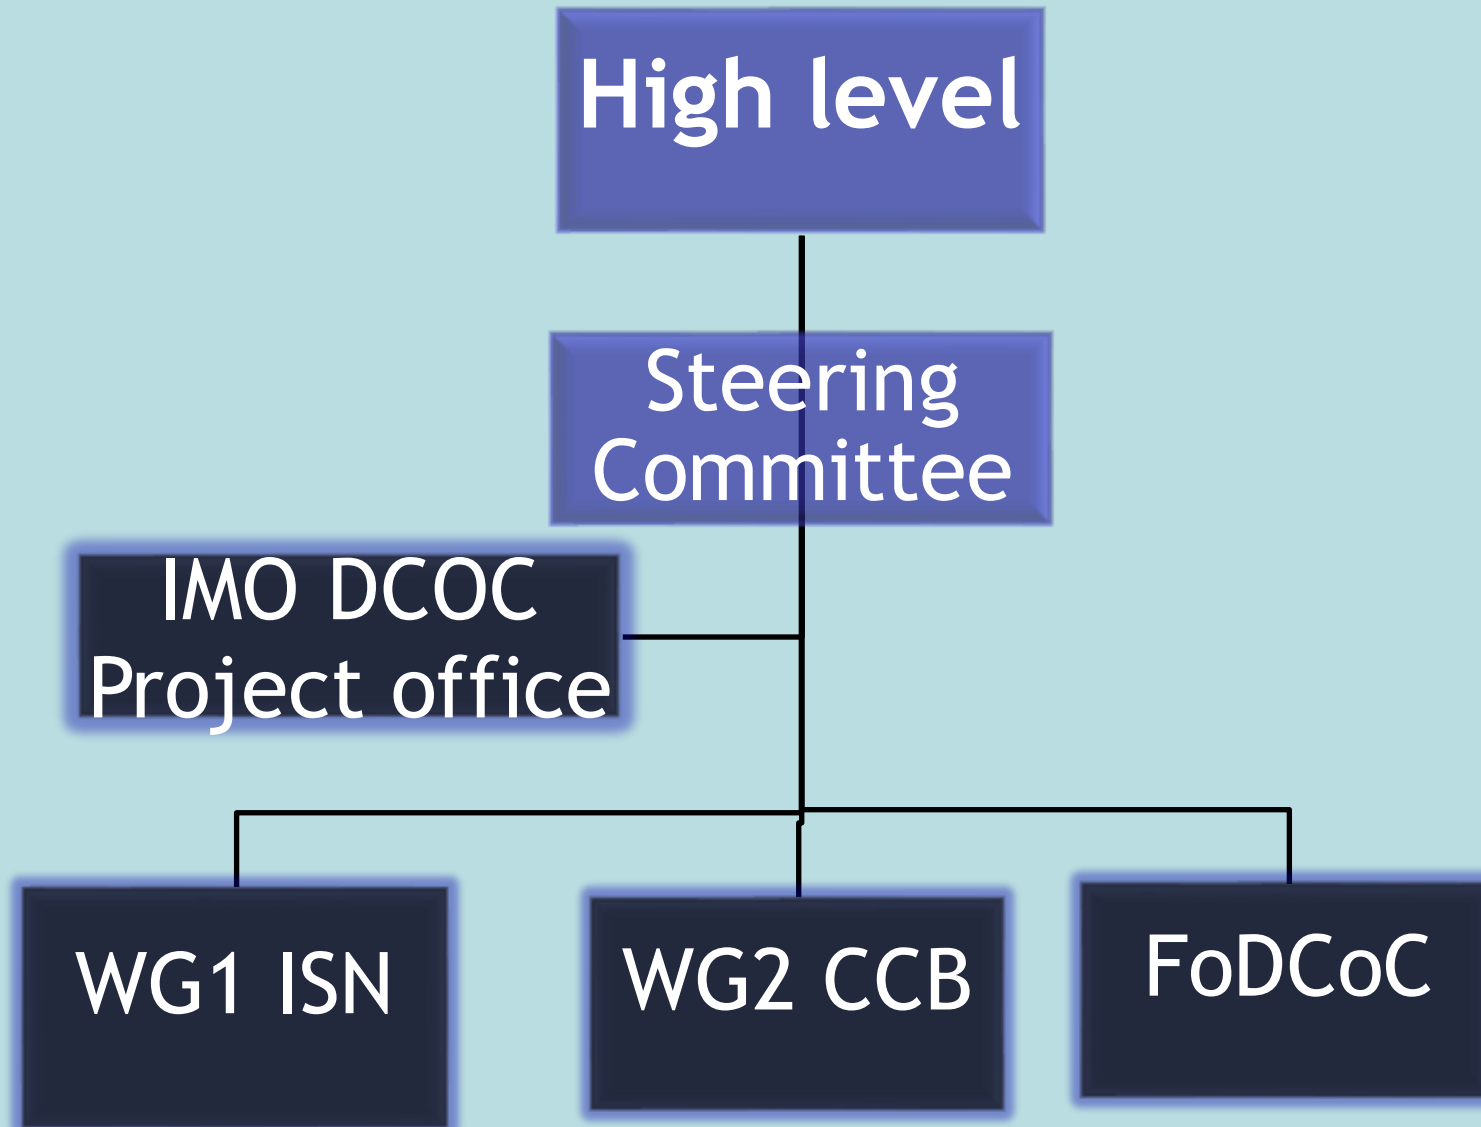 High level
Steering
Committee
IMO DCOC
Project office
WG1 ISN
WG2 CCB
FoDCoC